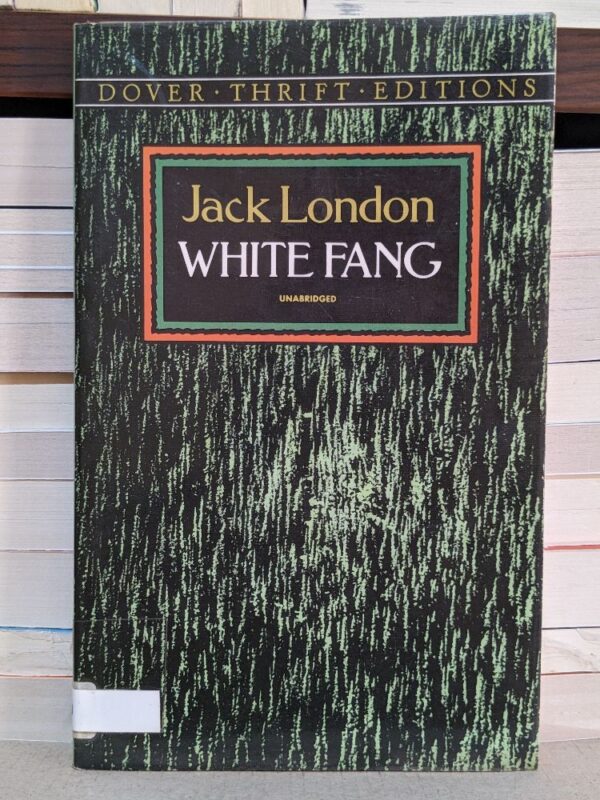 DOVER · THRIFT · EDITIONS
Jack London
WHITE FANG
UNABRIDGED